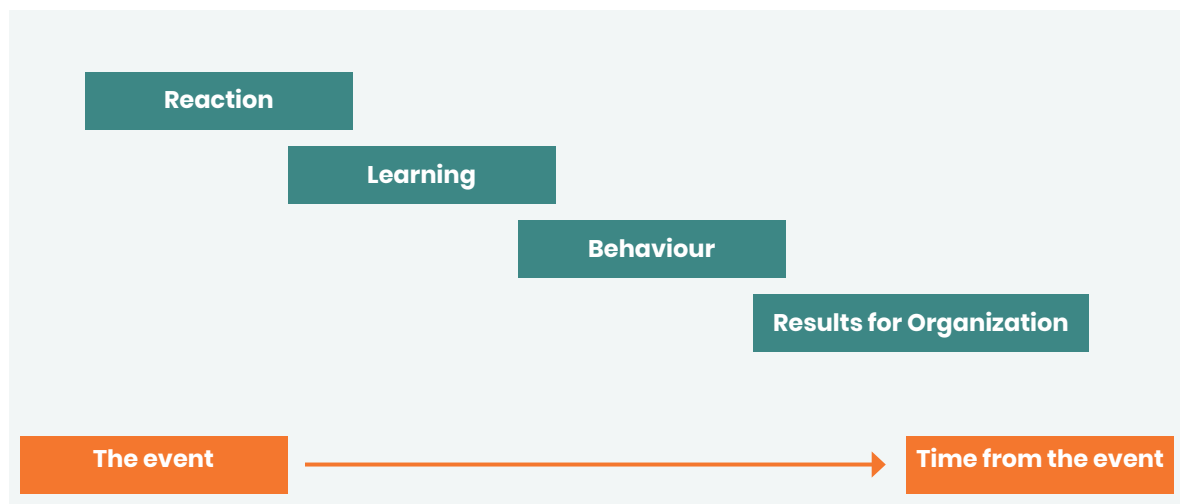 Reaction
Learning
Behaviour
Results for Organization
The event
Time from the event